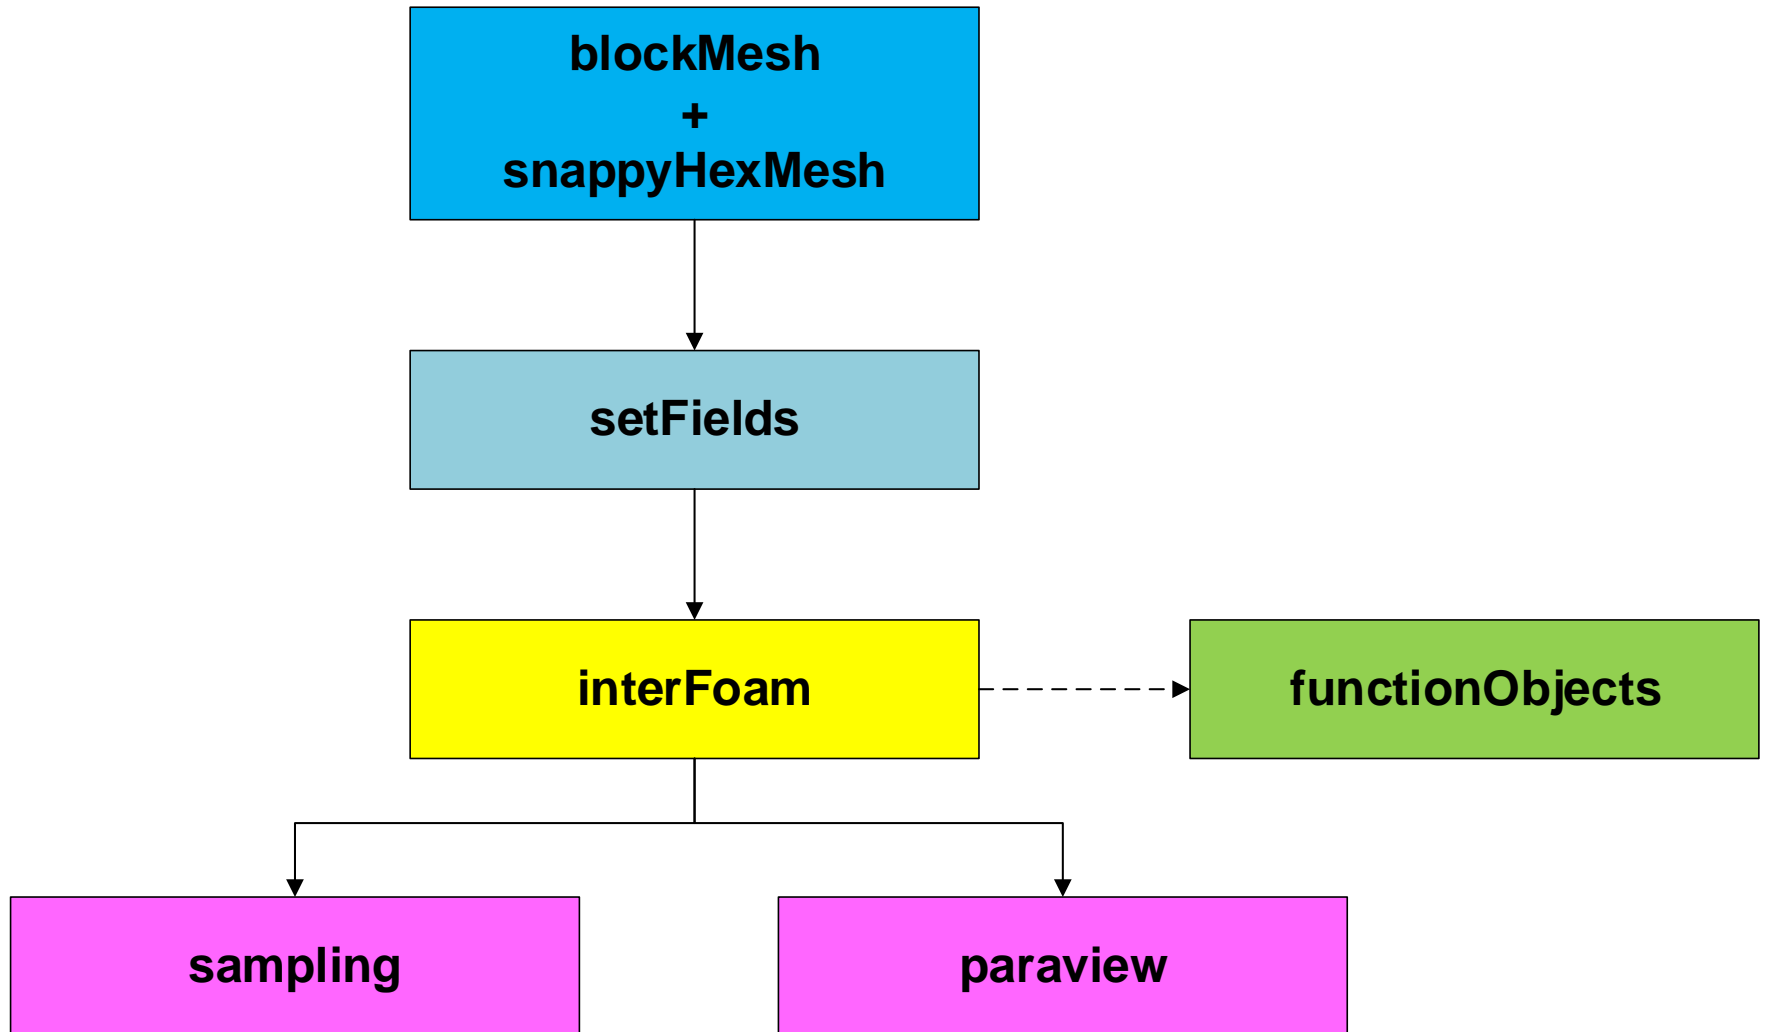 blockMesh
+
snappyHexMesh
setFields
interFoam
functionObjects
sampling
paraview